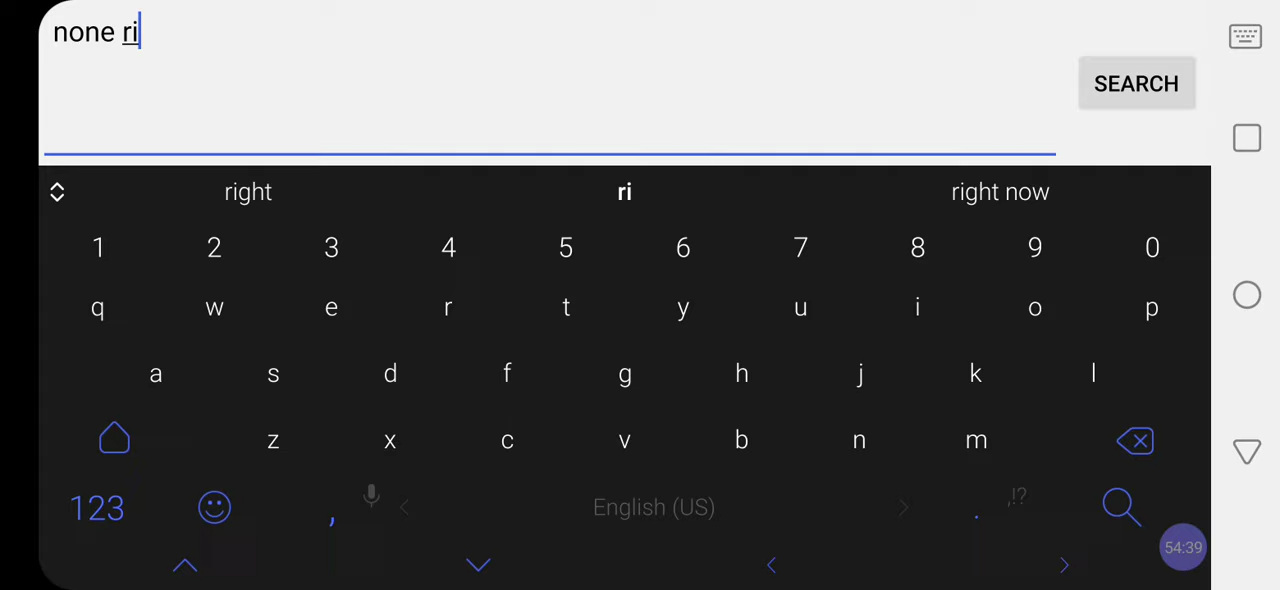 none ri
SEARCH
right ri right now
1 2 3 4 5 6 7 8 9 0
q w e r t y u i o p
a s d f g h j k l
z x c v b n m
123 , English (US) . ,!?
54:39